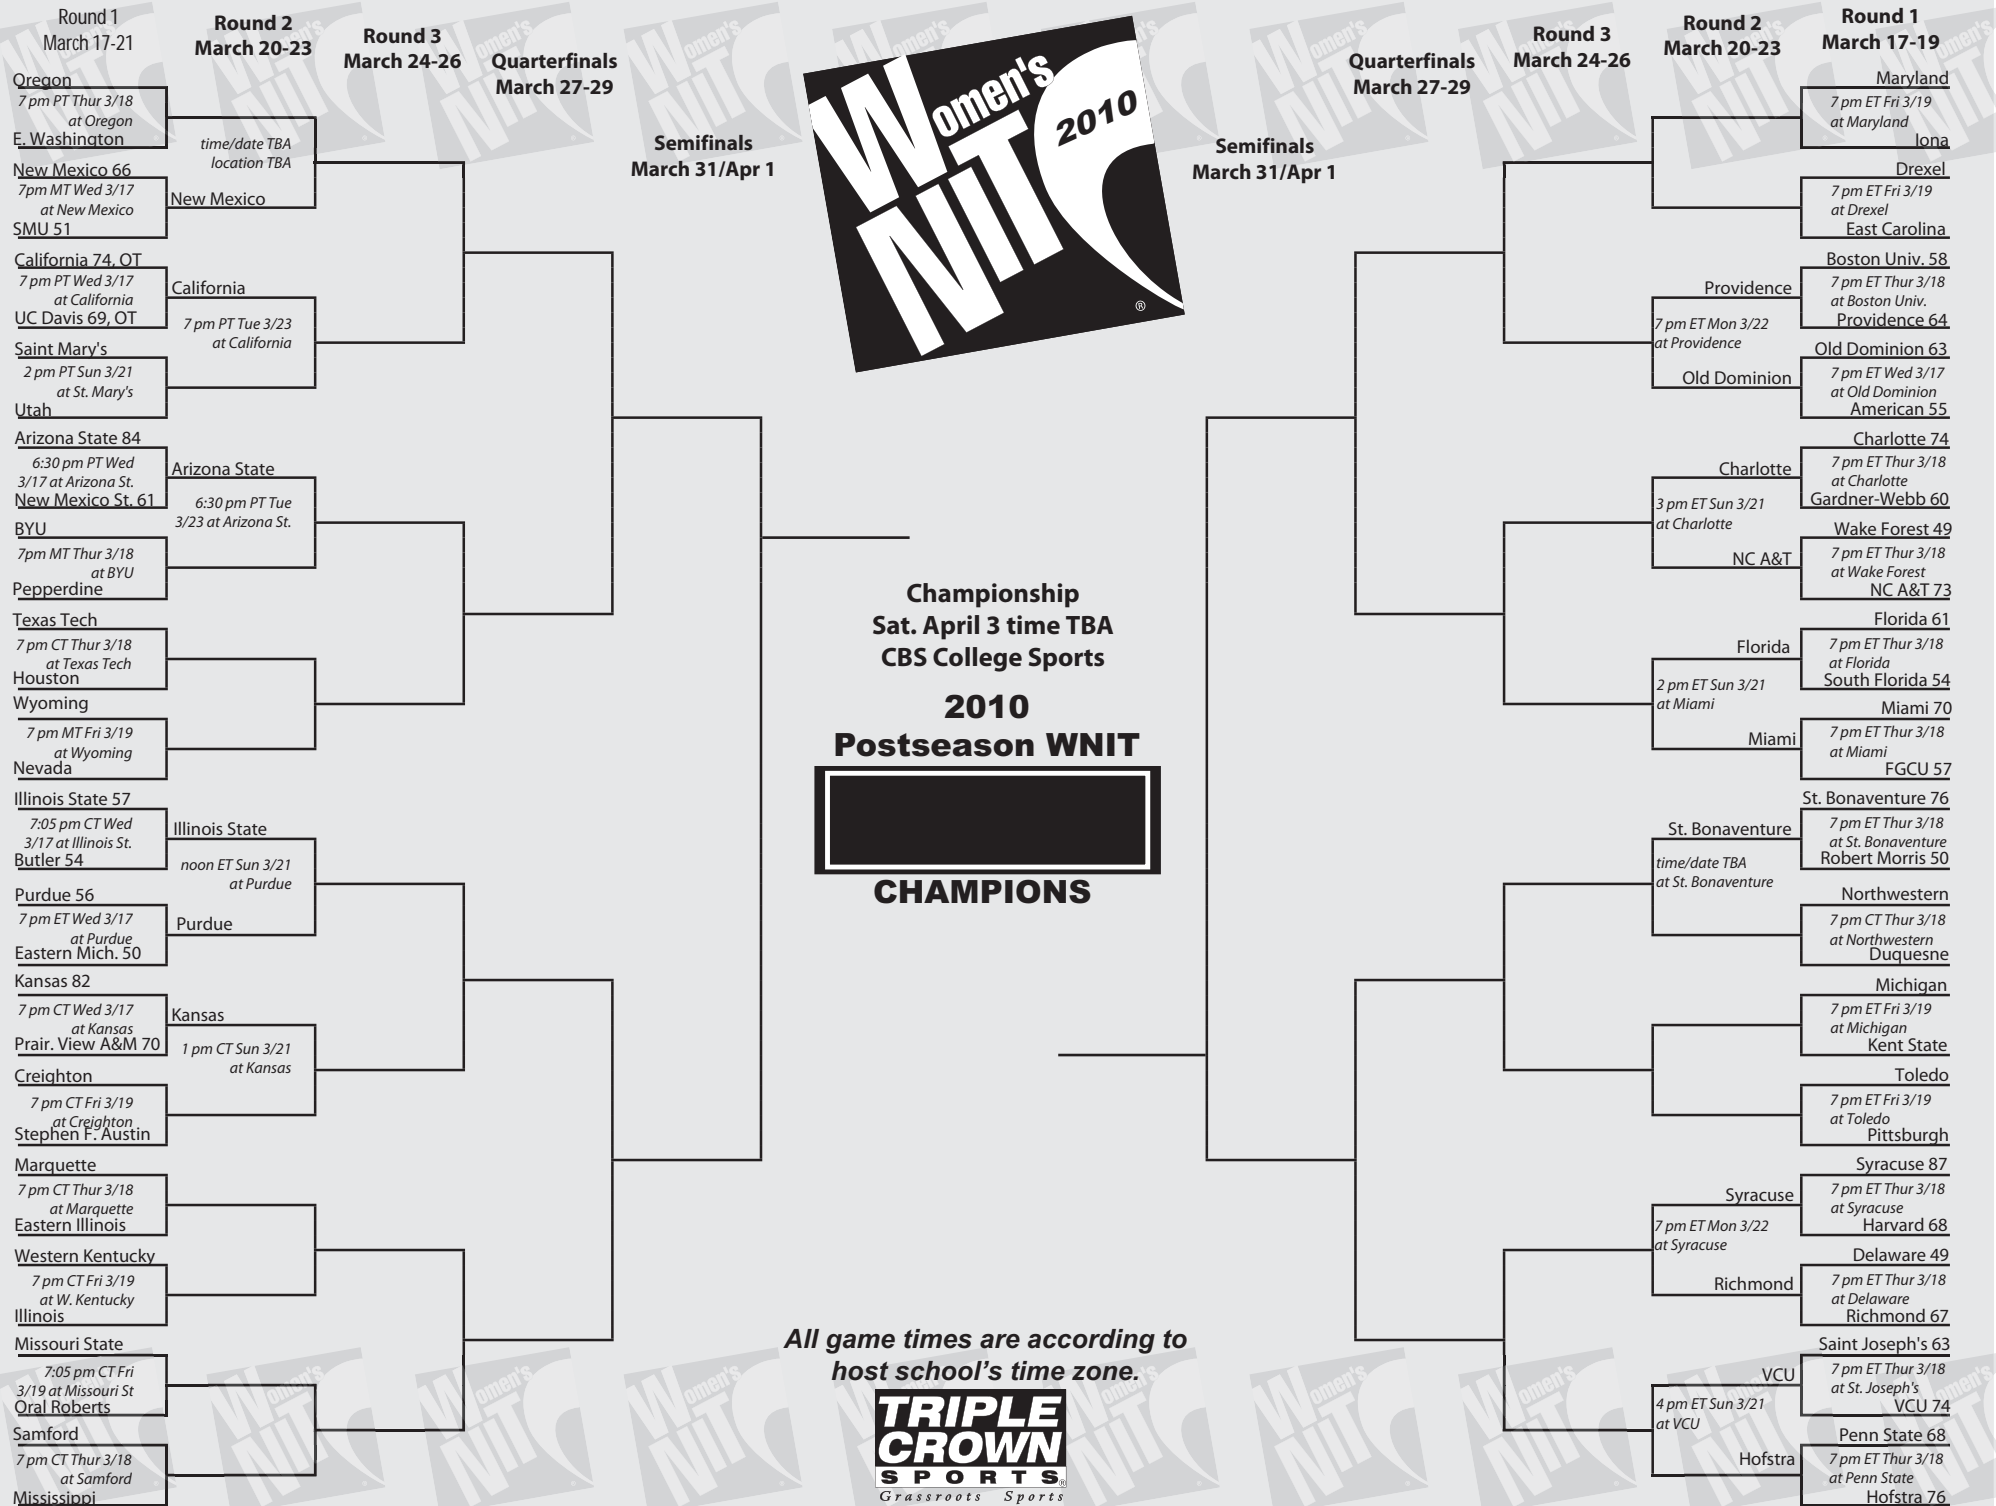 Round 1
March 17-21
Round 2
March 20-23
Round 3
March 24-26
Quarterfinals
March 27-29
Semifinals
March 31/Apr 1
Oregon
7 pm PT Thur 3/18
at Oregon
E. Washington
time/date TBA
location TBA
New Mexico 66
7pm MT Wed 3/17
at New Mexico
SMU 51
New Mexico
California 74, OT
7 pm PT Wed 3/17
at California
UC Davis 69, OT
California
7 pm PT Tue 3/23
at California
Saint Mary's
2 pm PT Sun 3/21
at St. Mary's
Utah
Arizona State 84
6:30 pm PT Wed
3/17 at Arizona St.
New Mexico St. 61
Arizona State
6:30 pm PT Tue
3/23 at Arizona St.
BYU
7pm MT Thur 3/18
at BYU
Pepperdine
Texas Tech
7 pm CT Thur 3/18
at Texas Tech
Houston
Wyoming
7 pm MT Fri 3/19
at Wyoming
Nevada
Illinois State 57
7:05 pm CT Wed
3/17 at Illinois St.
Butler 54
Illinois State
noon ET Sun 3/21
at Purdue
Purdue 56
7 pm ET Wed 3/17
at Purdue
Eastern Mich. 50
Purdue
Kansas 82
7 pm CT Wed 3/17
at Kansas
Prair. View A&M 70
Kansas
1 pm CT Sun 3/21
at Kansas
Creighton
7 pm CT Fri 3/19
at Creighton
Stephen F. Austin
Marquette
7 pm CT Thur 3/18
at Marquette
Eastern Illinois
Western Kentucky
7 pm CT Fri 3/19
at W. Kentucky
Illinois
Missouri State
7:05 pm CT Fri
3/19 at Missouri St
Oral Roberts
Samford
7 pm CT Thur 3/18
at Samford
Mississippi
Women's
NIT
2010
®
Championship
Sat. April 3 time TBA
CBS College Sports
2010
Postseason WNIT
CHAMPIONS
All game times are according to
host school’s time zone.
TRIPLE
CROWN
SPORTS®
Grassroots Sports
Semifinals
March 31/Apr 1
Quarterfinals
March 27-29
Round 3
March 24-26
Round 2
March 20-23
Round 1
March 17-19
Maryland
7 pm ET Fri 3/19
at Maryland
Iona
Drexel
7 pm ET Fri 3/19
at Drexel
East Carolina
Boston Univ. 58
7 pm ET Thur 3/18
at Boston Univ.
Providence 64
Providence
7 pm ET Mon 3/22
at Providence
Old Dominion 63
7 pm ET Wed 3/17
at Old Dominion
American 55
Old Dominion
Charlotte 74
7 pm ET Thur 3/18
at Charlotte
Gardner-Webb 60
Charlotte
3 pm ET Sun 3/21
at Charlotte
Wake Forest 49
7 pm ET Thur 3/18
at Wake Forest
NC A&T 73
NC A&T
Florida 61
7 pm ET Thur 3/18
at Florida
South Florida 54
Florida
2 pm ET Sun 3/21
at Miami
Miami 70
7 pm ET Thur 3/18
at Miami
FGCU 57
Miami
St. Bonaventure 76
7 pm ET Thur 3/18
at St. Bonaventure
Robert Morris 50
St. Bonaventure
time/date TBA
at St. Bonaventure
Northwestern
7 pm CT Thur 3/18
at Northwestern
Duquesne
Michigan
7 pm ET Fri 3/19
at Michigan
Kent State
Toledo
7 pm ET Fri 3/19
at Toledo
Pittsburgh
Syracuse 87
7 pm ET Thur 3/18
at Syracuse
Harvard 68
Syracuse
7 pm ET Mon 3/22
at Syracuse
Delaware 49
7 pm ET Thur 3/18
at Delaware
Richmond 67
Richmond
Saint Joseph's 63
7 pm ET Thur 3/18
at St. Joseph's
VCU 74
VCU
4 pm ET Sun 3/21
at VCU
Penn State 68
7 pm ET Thur 3/18
at Penn State
Hofstra 76
Hofstra